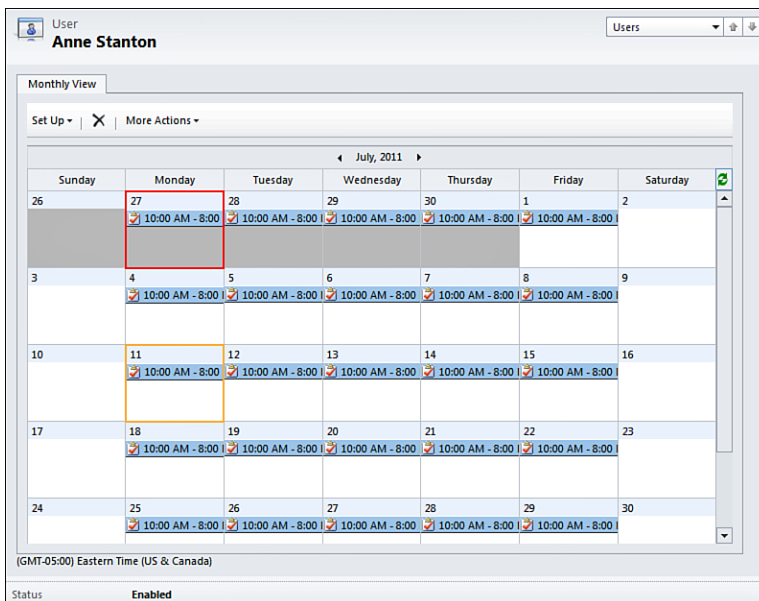 User
Anne Stanton
Users
Monthly View
Set Up
More Actions
July, 2011
Sunday Monday Tuesday Wednesday Thursday Friday Saturday
26 27 28 29 30 1 2
10:00 AM - 8:00 10:00 AM - 8:00 10:00 AM - 8:00 10:00 AM - 8:00 10:00 AM - 8:00
3 4 5 6 7 8 9
10:00 AM - 8:00 10:00 AM - 8:00 10:00 AM - 8:00 10:00 AM - 8:00 10:00 AM - 8:00
10 11 12 13 14 15 16
10:00 AM - 8:00 10:00 AM - 8:00 10:00 AM - 8:00 10:00 AM - 8:00 10:00 AM - 8:00
17 18 19 20 21 22 23
10:00 AM - 8:00 10:00 AM - 8:00 10:00 AM - 8:00 10:00 AM - 8:00 10:00 AM - 8:00
24 25 26 27 28 29 30
10:00 AM - 8:00 10:00 AM - 8:00 10:00 AM - 8:00 10:00 AM - 8:00 10:00 AM - 8:00
(GMT-05:00) Eastern Time (US & Canada)
Status Enabled